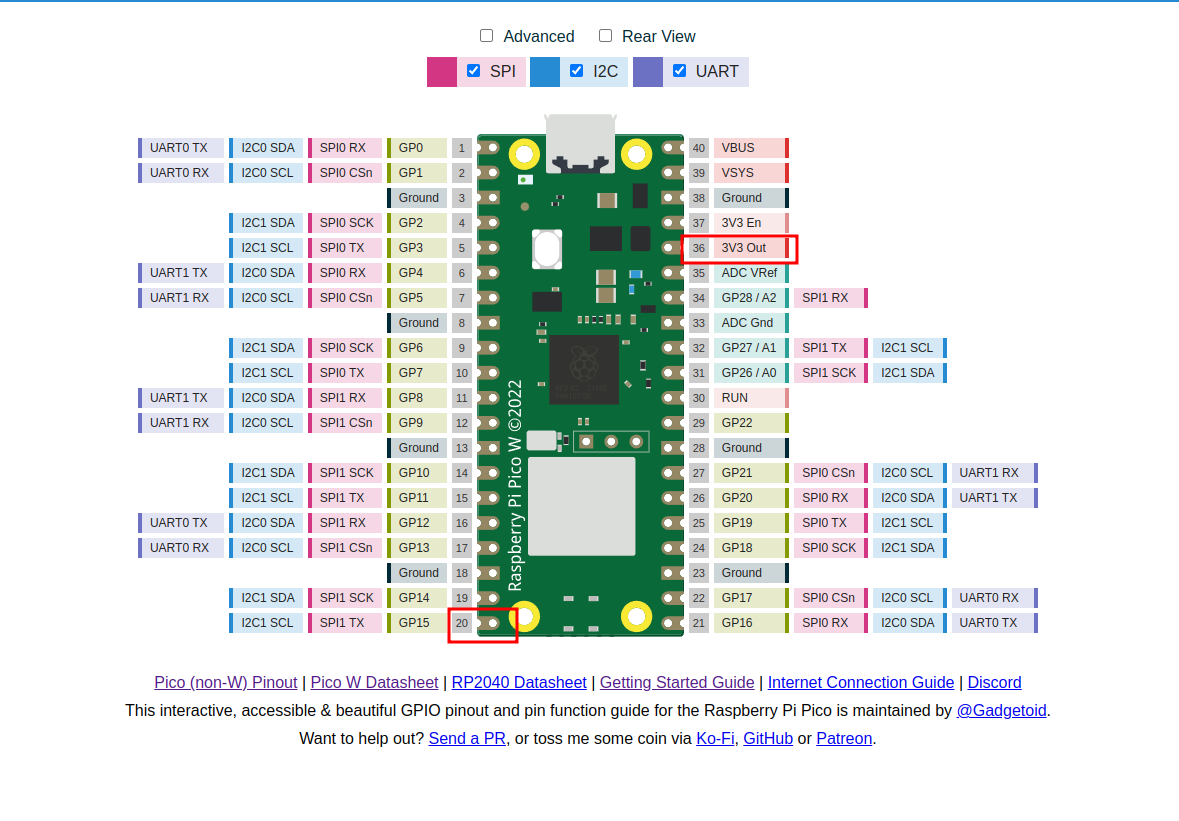 Advanced Rear View
SPI I2C UART
UART0 TX I2C0 SDA SPI0 RX GP0 1 40 VBUS
UART0 RX I2C0 SCL SPI0 CSn GP1 2 39 VSYS
Ground 3 38 Ground
I2C1 SDA SPI0 SCK GP2 4 37 3V3 En
I2C1 SCL SPI0 TX GP3 5 36 3V3 Out
UART1 TX I2C0 SDA SPI0 RX GP4 6 35 ADC VRef
UART1 RX I2C0 SCL SPI0 CSn GP5 7 34 GP28 / A2 SPI1 RX
Ground 8 33 ADC Gnd
I2C1 SDA SPI0 SCK GP6 9 32 GP27 / A1 SPI1 TX I2C1 SCL
I2C1 SCL SPI0 TX GP7 10 31 GP26 / A0 SPI1 SCK I2C1 SDA
UART1 TX I2C0 SDA SPI1 RX GP8 11 30 RUN
UART1 RX I2C0 SCL SPI1 CSn GP9 12 29 GP22
Ground 13 28 Ground
I2C1 SDA SPI1 SCK GP10 14 27 GP21 SPI0 CSn I2C0 SCL UART1 RX
I2C1 SCL SPI1 TX GP11 15 26 GP20 SPI0 RX I2C0 SDA UART1 TX
UART0 TX I2C0 SDA SPI1 RX GP12 16 25 GP19 SPI0 TX I2C1 SCL
UART0 RX I2C0 SCL SPI1 CSn GP13 17 24 GP18 SPI0 SCK I2C1 SDA
Ground 18 23 Ground
I2C1 SDA SPI1 SCK GP14 19 22 GP17 SPI0 CSn I2C0 SCL UART0 RX
I2C1 SCL SPI1 TX GP15 20 21 GP16 SPI0 RX I2C0 SDA UART0 TX
Raspberry Pi Pico W ©2022
Pico (non-W) Pinout | Pico W Datasheet | RP2040 Datasheet | Getting Started Guide | Internet Connection Guide | Discord
This interactive, accessible & beautiful GPIO pinout and pin function guide for the Raspberry Pi Pico is maintained by @Gadgetoid.
Want to help out? Send a PR, or toss me some coin via Ko-Fi, GitHub or Patreon.